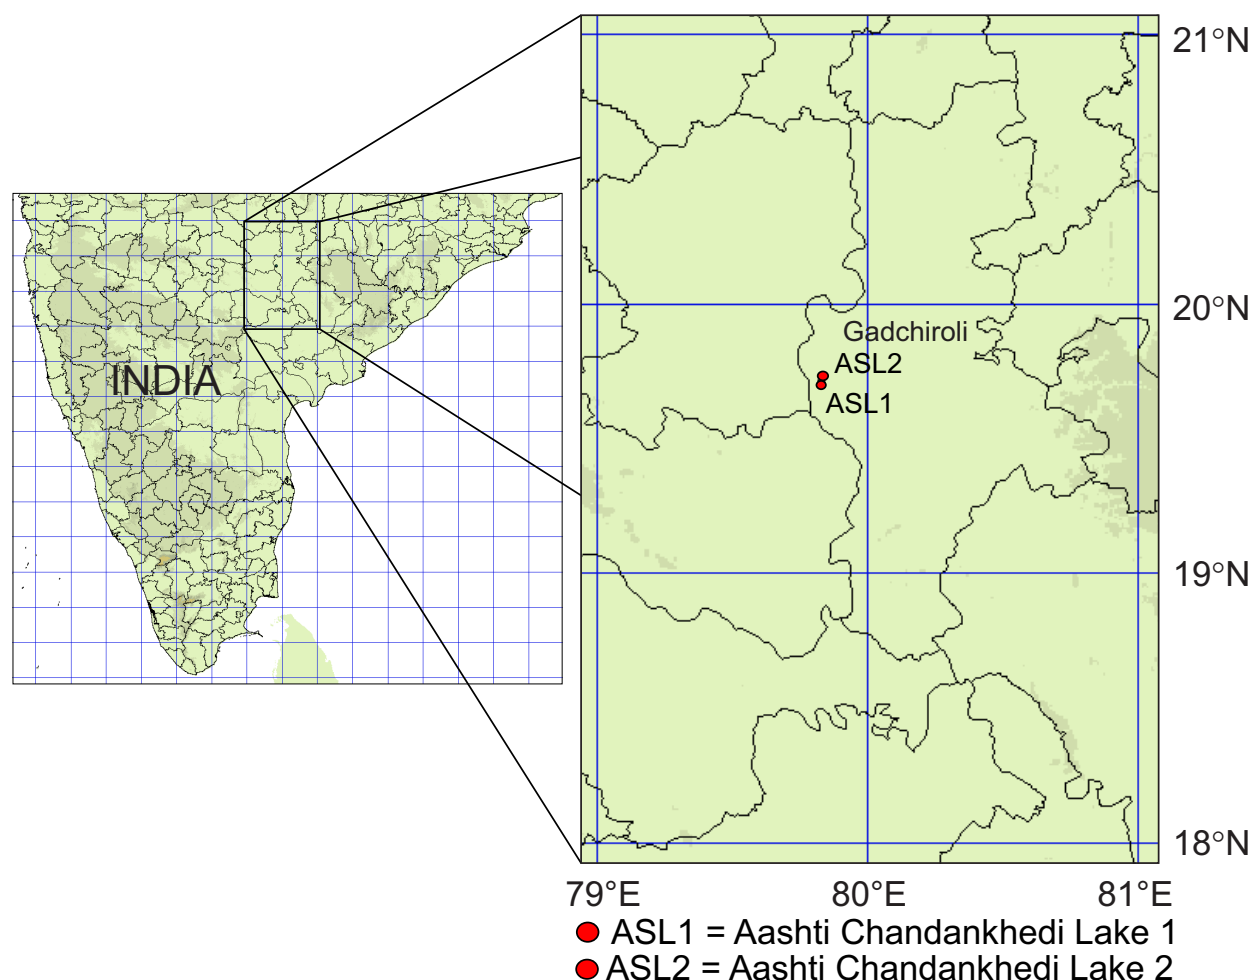 21°N
20°N
Gadchiroli
ASL2
INDIA
ASL1
19°N
18°N
79°E 80°E 81°E
ASL1 = Aashti Chandankhedi Lake 1
ASL2 = Aashti Chandankhedi Lake 2